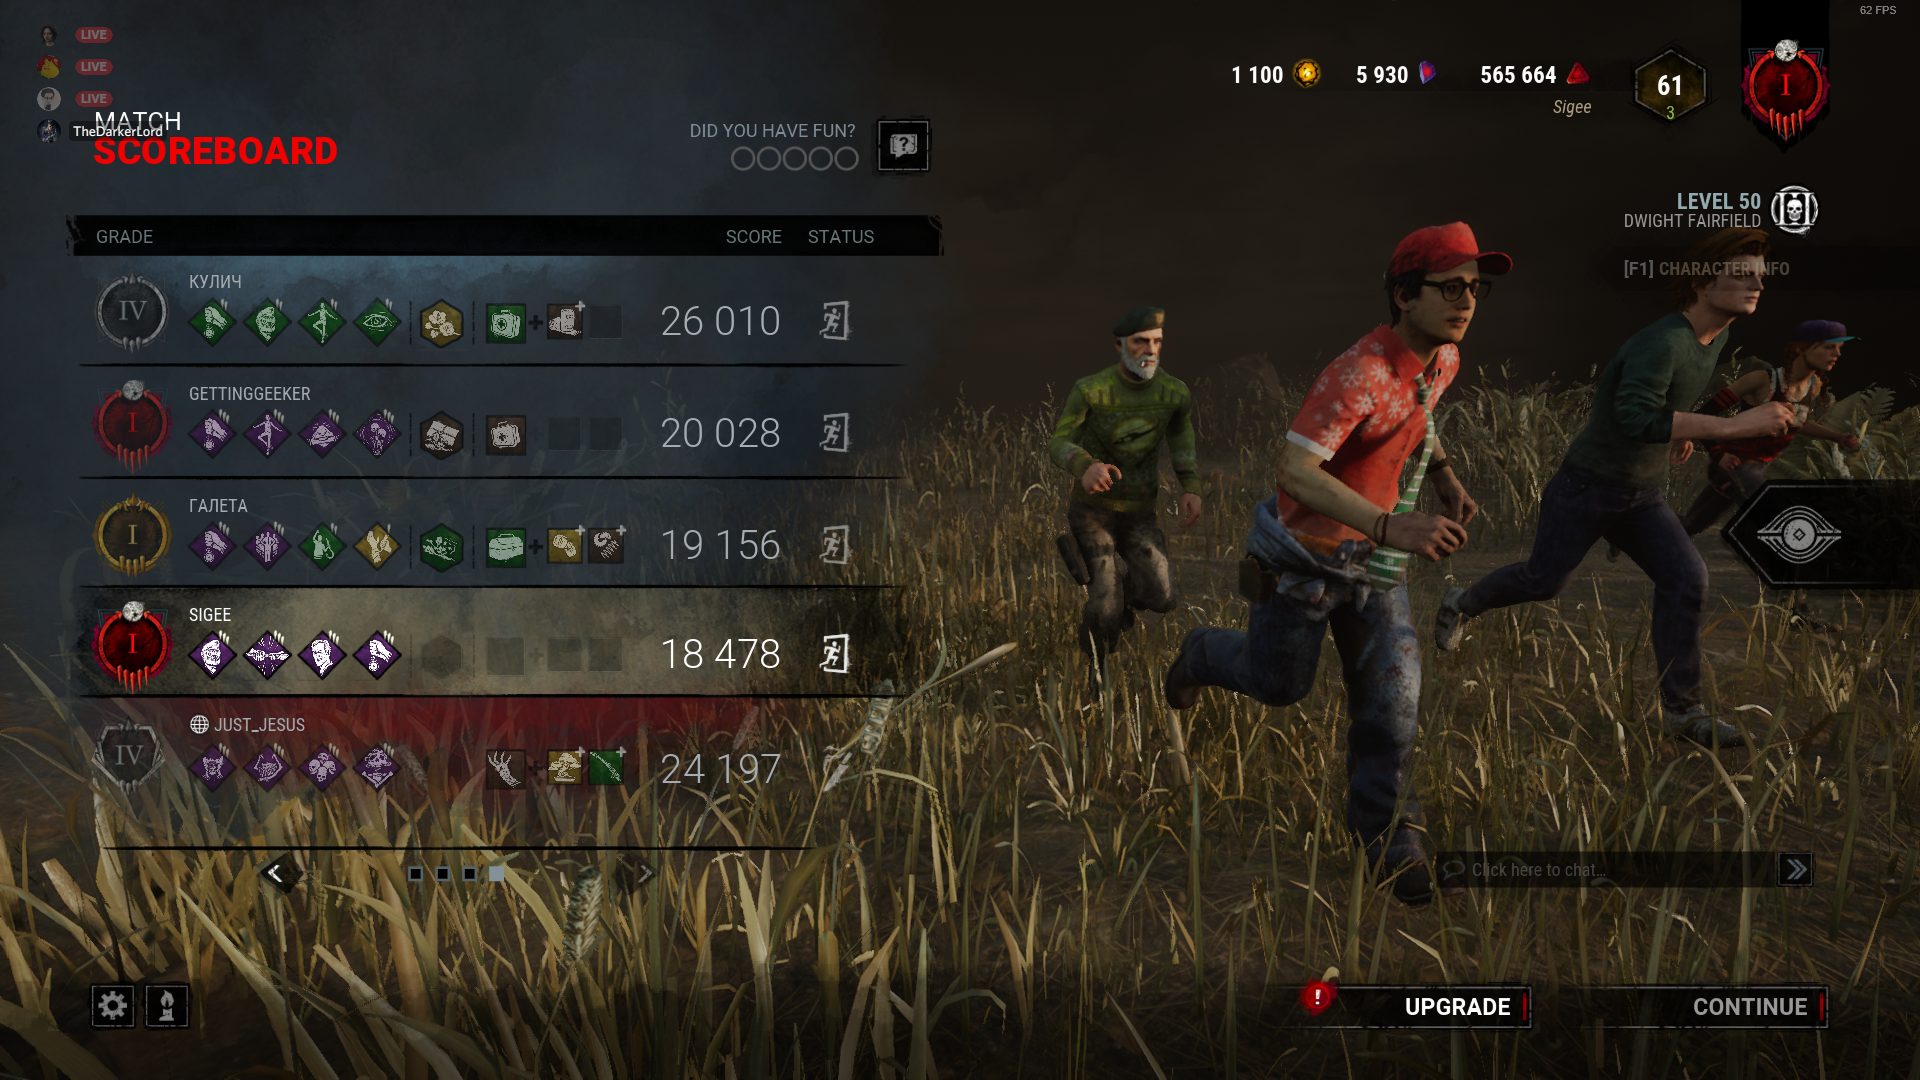 62 FPS
LIVE
LIVE
LIVE
TheDarkerLord
MATCH
SCOREBOARD
DID YOU HAVE FUN?
1 100
5 930
565 664
Sigee
61
3
I
LEVEL 50
DWIGHT FAIRFIELD
[F1] CHARACTER INFO
GRADE SCORE STATUS
КУЛИЧ
IV
26 010
GETTINGGEEKER
I
20 028
ГАЛЕТА
I
19 156
SIGEE
I
18 478
JUST_JESUS
IV
24 197
Click here to chat...
UPGRADE
CONTINUE